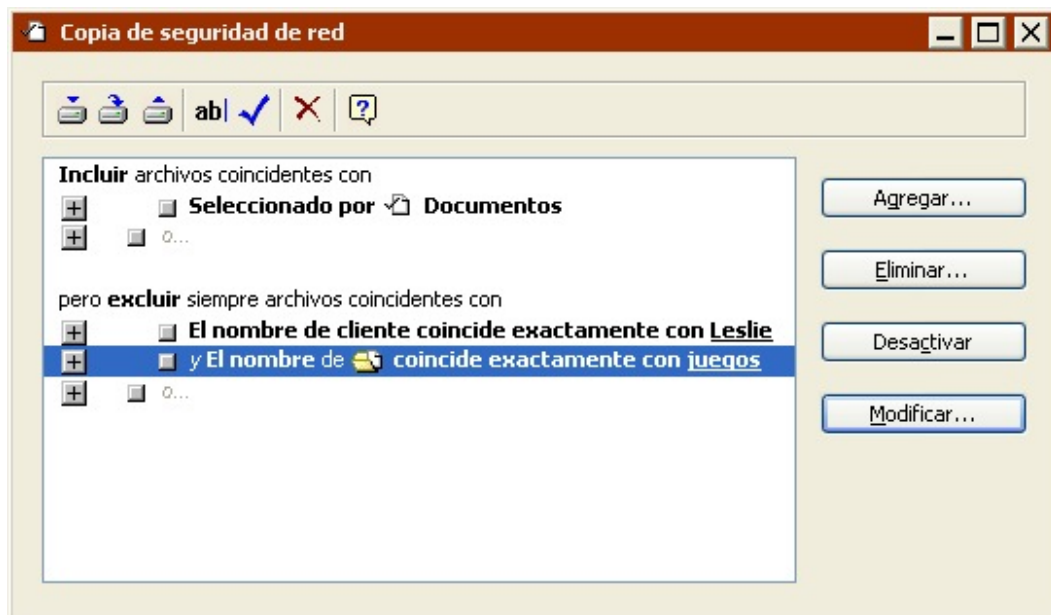 Copia de seguridad de red
ab
Incluir archivos coincidentes con
Seleccionado por Documentos
o...
pero excluir siempre archivos coincidentes con
El nombre de cliente coincide exactamente con Leslie
y El nombre de coincide exactamente con juegos
o...
Agregar...
Eliminar...
Desactivar
Modificar...